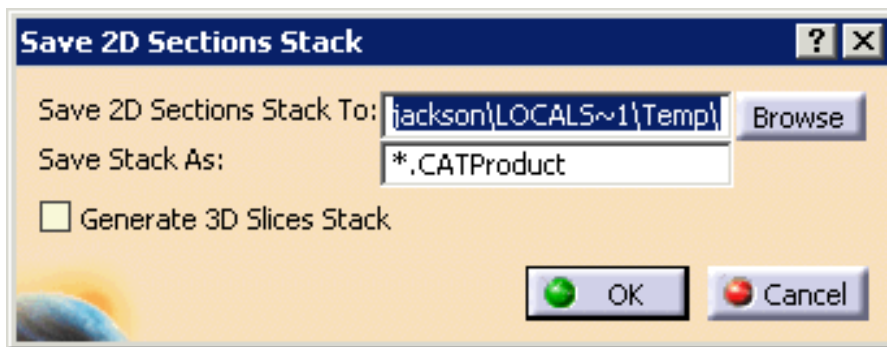 Save 2D Sections Stack ? X
Save 2D Sections Stack To: jackson\LOCALS~1\Temp\ Browse
Save Stack As: *.CATProduct
Generate 3D Slices Stack
OK Cancel